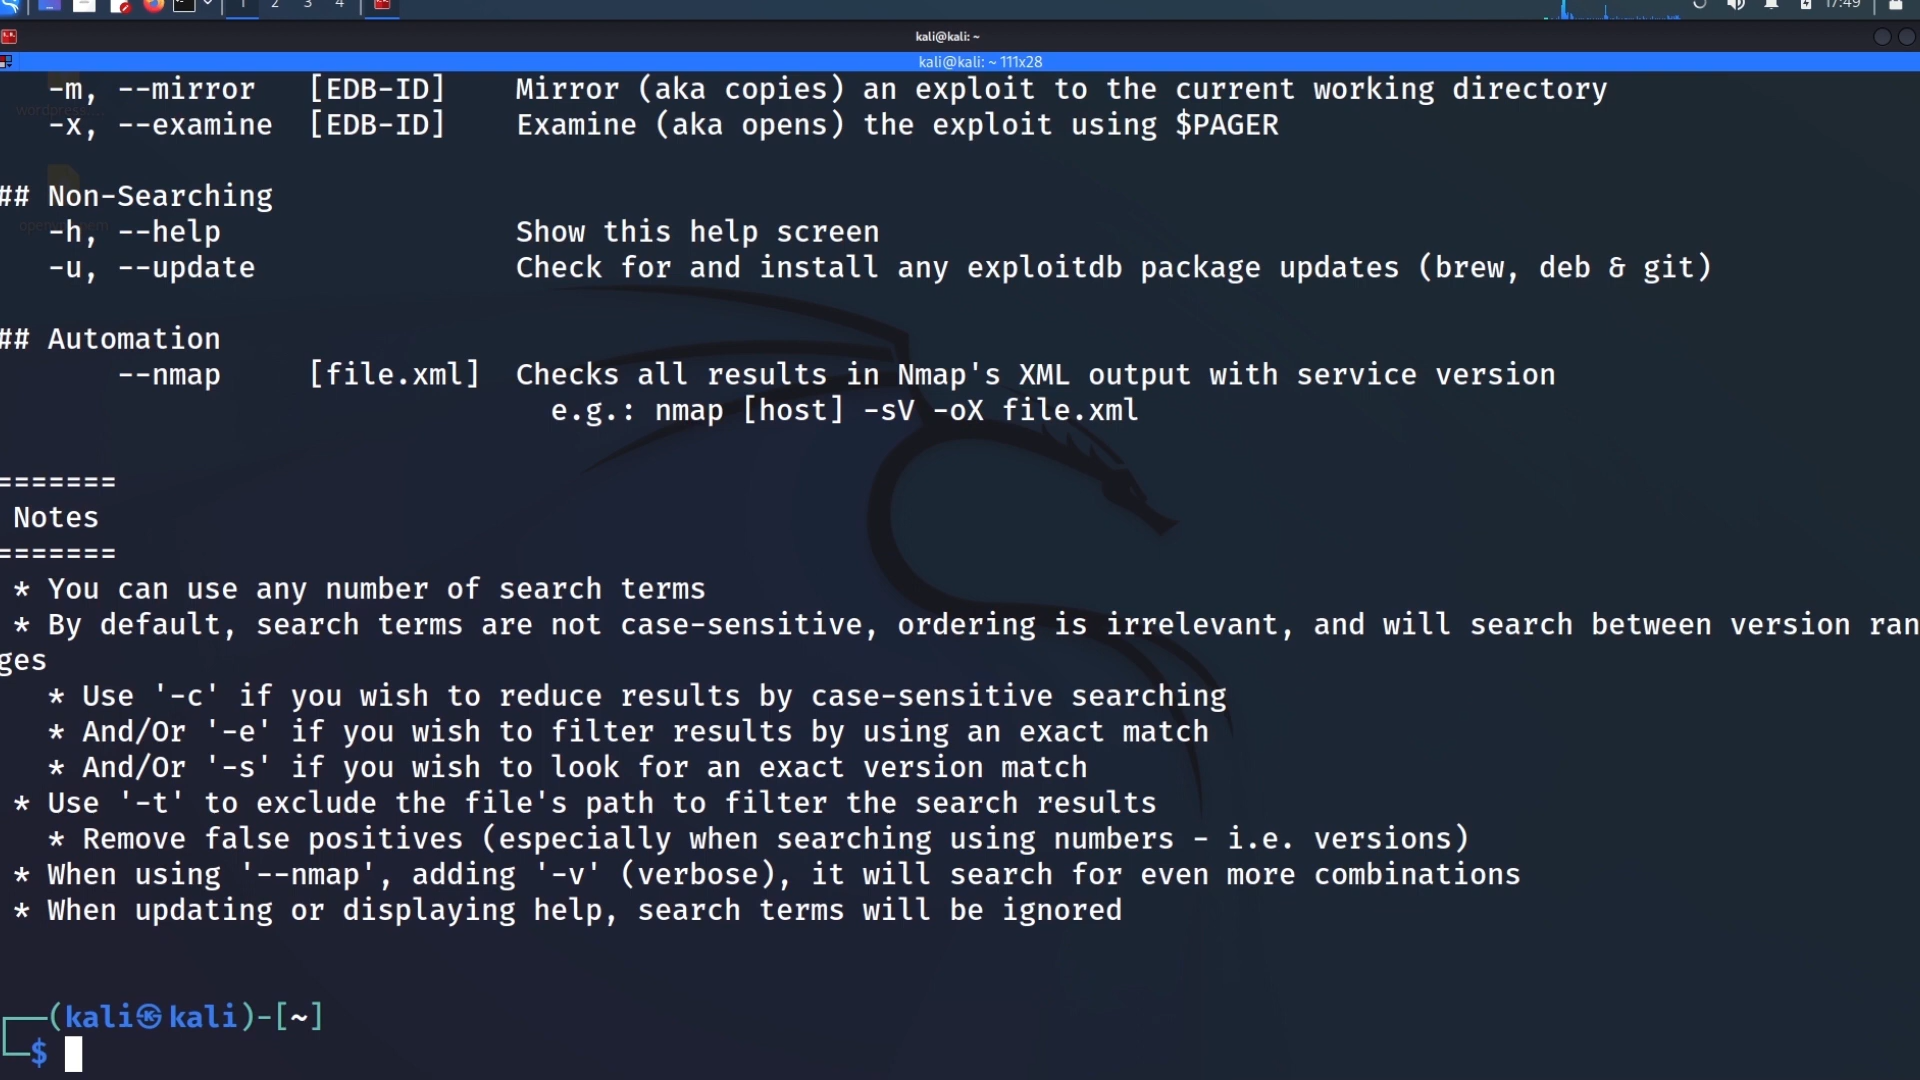 1 2 3 4 17:49
kali@kali: ~
kali@kali: ~ 111x28
-m, --mirror [EDB-ID] Mirror (aka copies) an exploit to the current working directory
-x, --examine [EDB-ID] Examine (aka opens) the exploit using $PAGER
## Non-Searching
-h, --help Show this help screen
-u, --update Check for and install any exploitdb package updates (brew, deb & git)
## Automation
--nmap [file.xml] Checks all results in Nmap's XML output with service version
e.g.: nmap [host] -sV -oX file.xml
=======
Notes
=======
* You can use any number of search terms
* By default, search terms are not case-sensitive, ordering is irrelevant, and will search between version ran
ges
* Use '-c' if you wish to reduce results by case-sensitive searching
* And/Or '-e' if you wish to filter results by using an exact match
* And/Or '-s' if you wish to look for an exact version match
* Use '-t' to exclude the file's path to filter the search results
* Remove false positives (especially when searching using numbers - i.e. versions)
* When using '--nmap', adding '-v' (verbose), it will search for even more combinations
* When updating or displaying help, search terms will be ignored
(kali㉿kali)-[~]
$